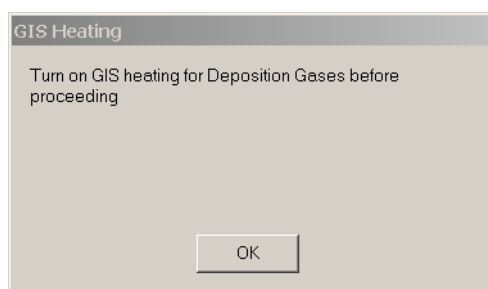 GIS Heating
Turn on GIS heating for Deposition Gases before
proceeding
OK